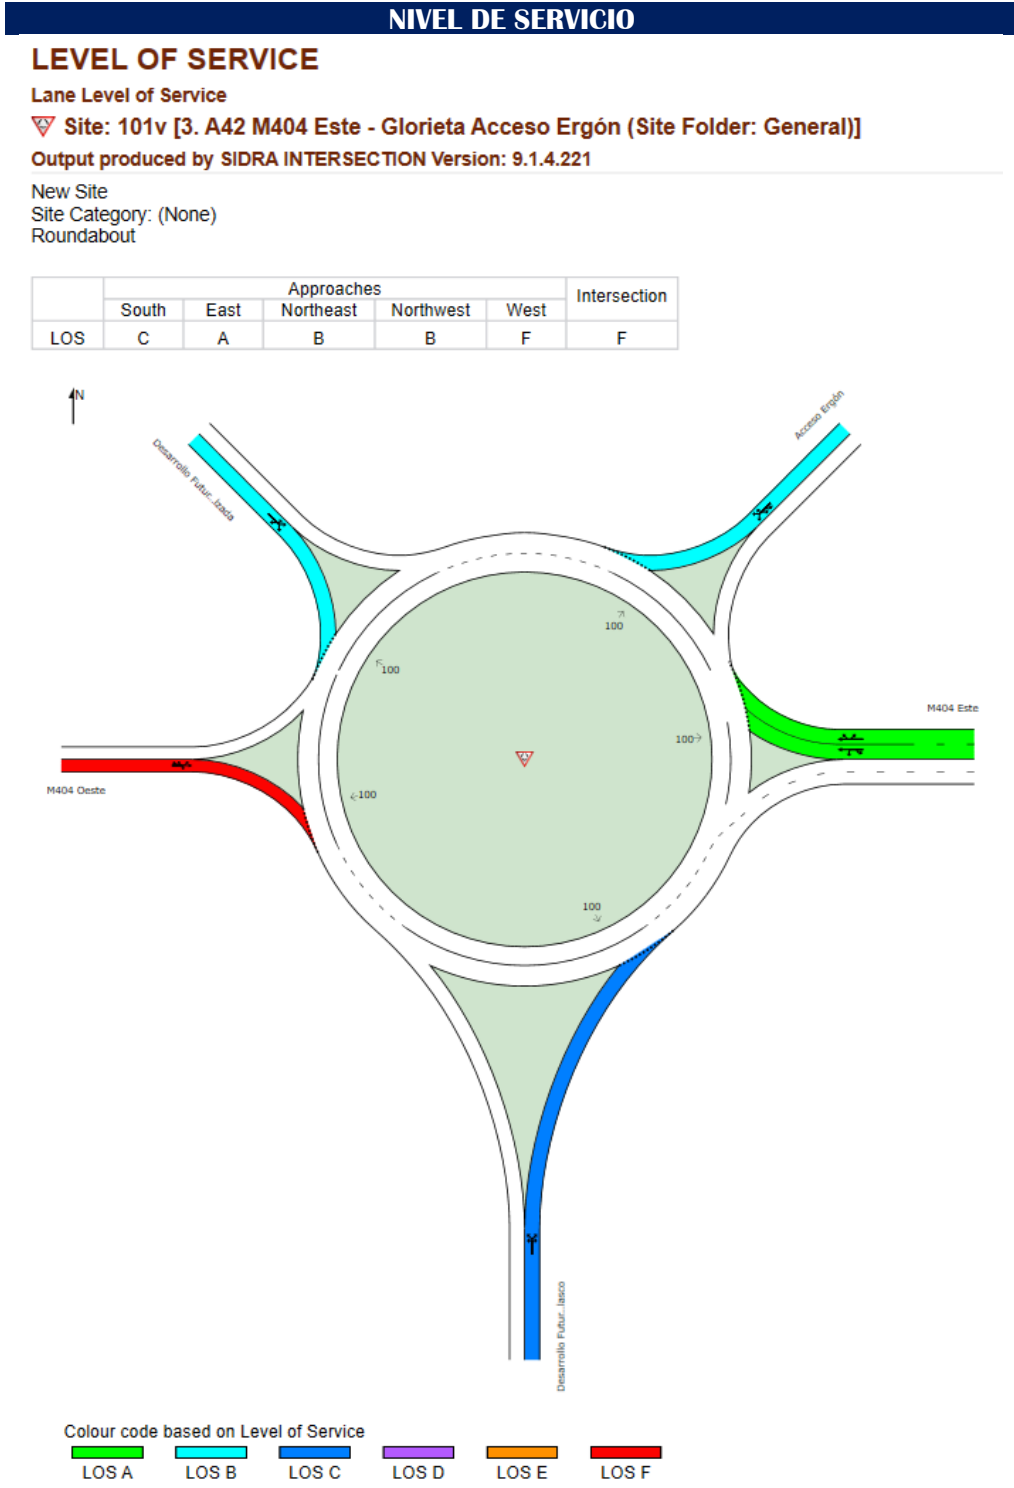 NIVEL DE SERVICIO
LEVEL OF SERVICE
Lane Level of Service
Site: 101v [3. A42 M404 Este - Glorieta Acceso Ergón (Site Folder: General)]
Output produced by SIDRA INTERSECTION Version: 9.1.4.221
New Site
Site Category: (None)
Roundabout
Approaches Intersection
South East Northeast Northwest West
LOS C A B B F F
N
Acceso Ergón
Desarrollo Futur...izada
100
100
M404 Este
100
M404 Oeste
100
100
Desarrollo Futur...lasco
Colour code based on Level of Service
LOS A LOS B LOS C LOS D LOS E LOS F